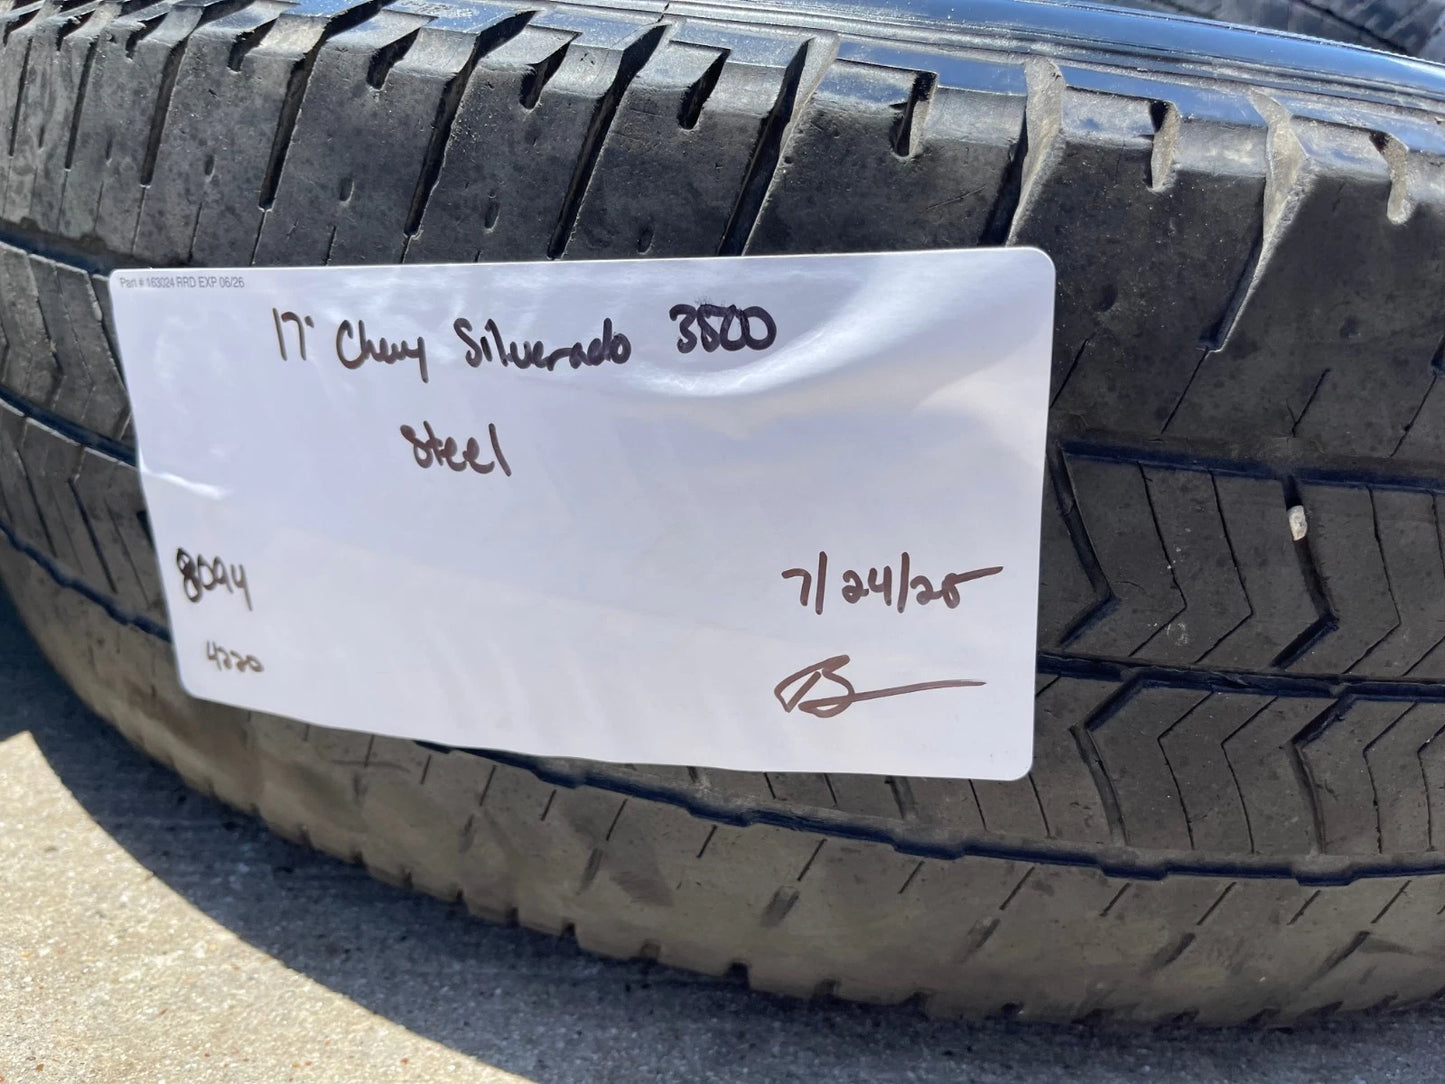 Part # 163024 RRD EXP 06/26
17" Chevy Silverado 3500
Steel
8094
4220
7/24/25